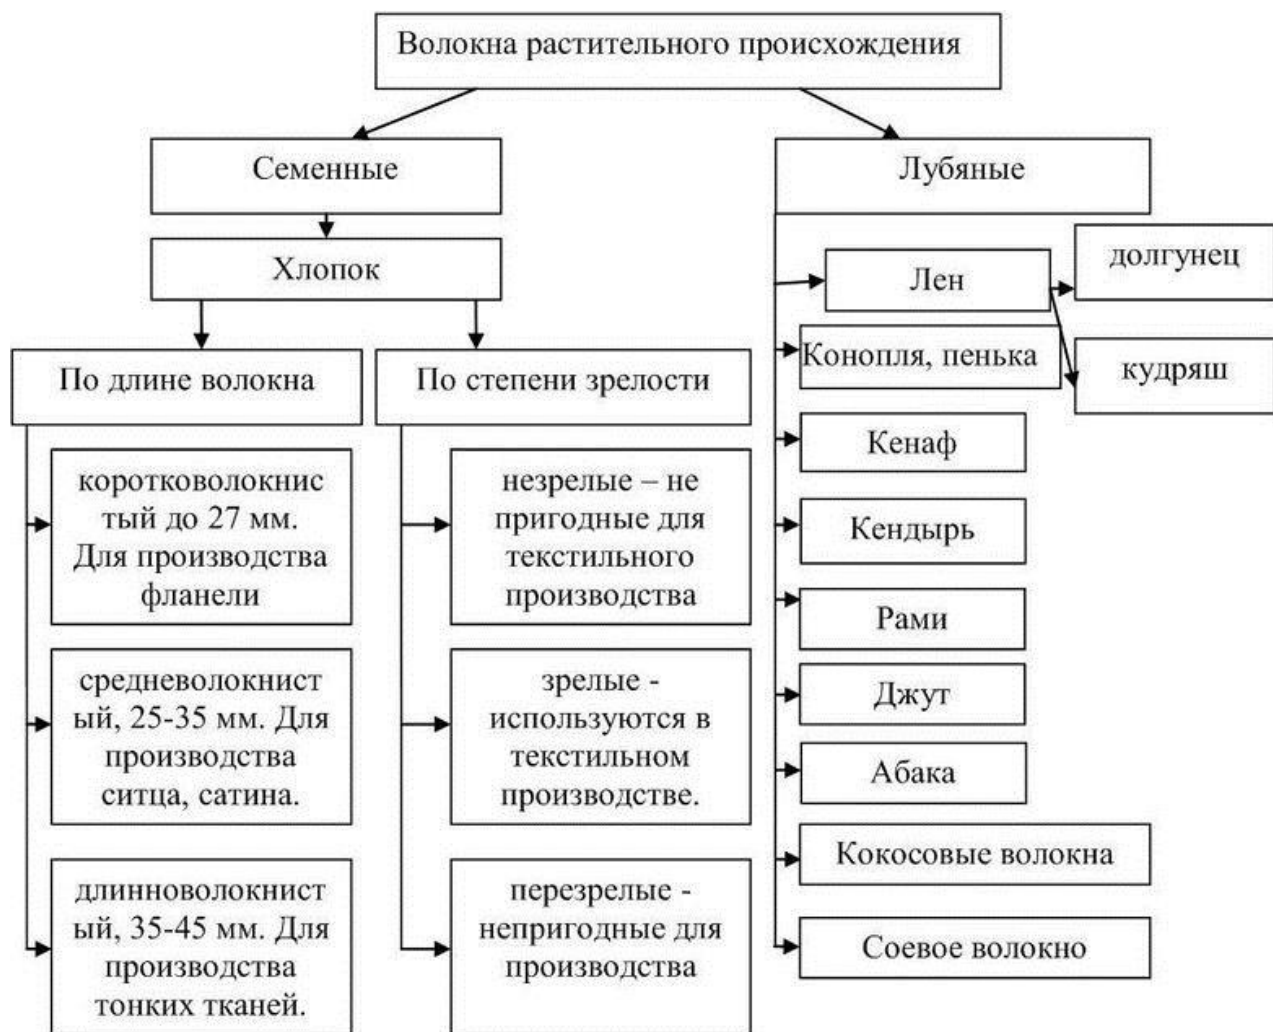 Волокна растительного происхождения
Семенные
Хлопок
По длине волокна
коротковолокнис
тый до 27 мм.
Для производства
фланели
средневолокнист
ый, 25-35 мм. Для
производства
ситца, сатина.
длинноволокнист
ый, 35-45 мм. Для
производства
тонких тканей.
По степени зрелости
незрелые – не
пригодные для
текстильного
производства
зрелые -
используются в
текстильном
производстве.
перезрелые -
непригодные для
производства
Лубяные
Лен
долгунец
кудряш
Конопля, пенька
Кенаф
Кендырь
Рами
Джут
Абака
Кокосовые волокна
Соевое волокно